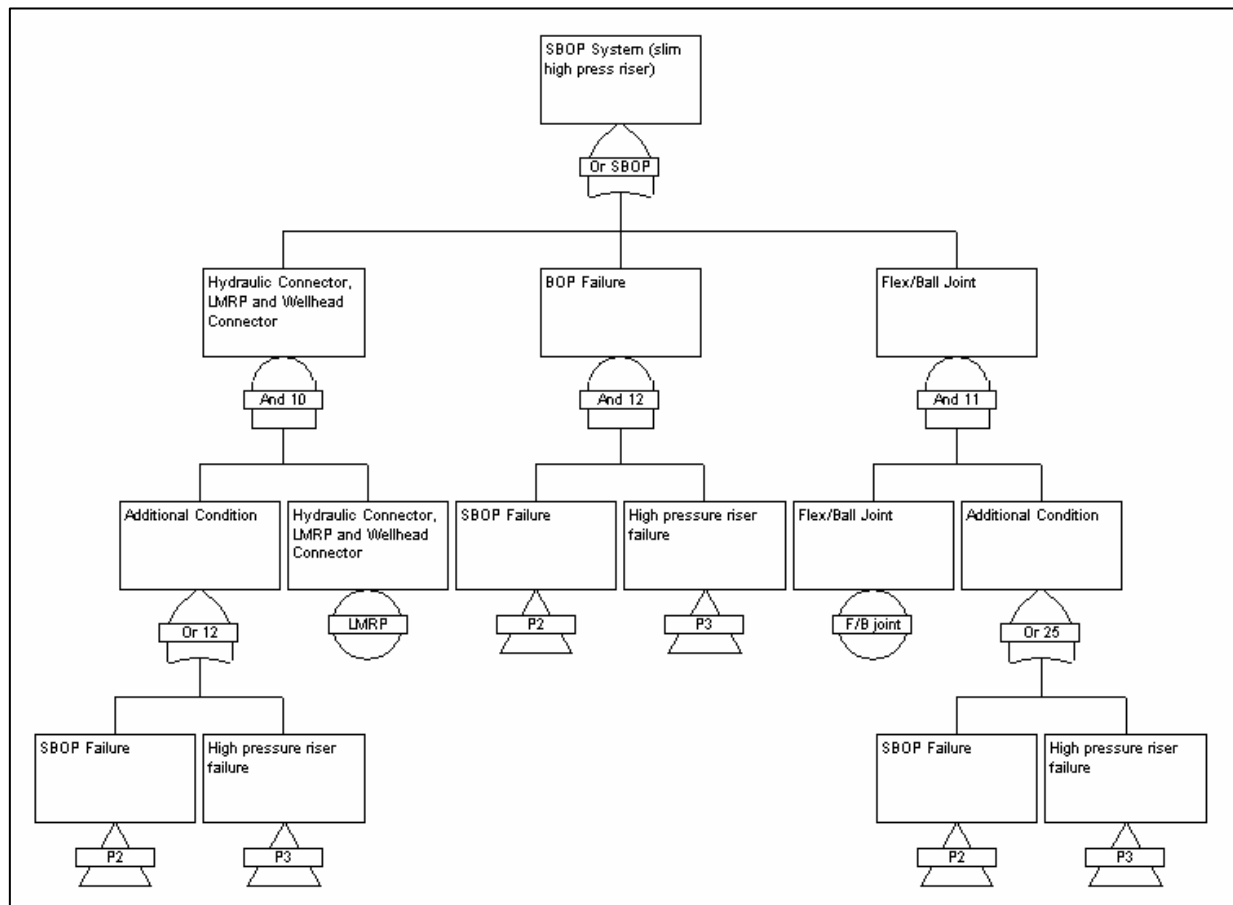 SBOP System (slim
high press riser)
Or SBOP
Hydraulic Connector,
LMRP and Wellhead
Connector
BOP Failure
Flex/Ball Joint
And 10
And 12
And 11
Additional Condition
Hydraulic Connector,
LMRP and Wellhead
Connector
SBOP Failure
High pressure riser
failure
Flex/Ball Joint
Additional Condition
Or 12
LMRP
P2
P3
F/B joint
Or 25
SBOP Failure
High pressure riser
failure
SBOP Failure
High pressure riser
failure
P2
P3
P2
P3